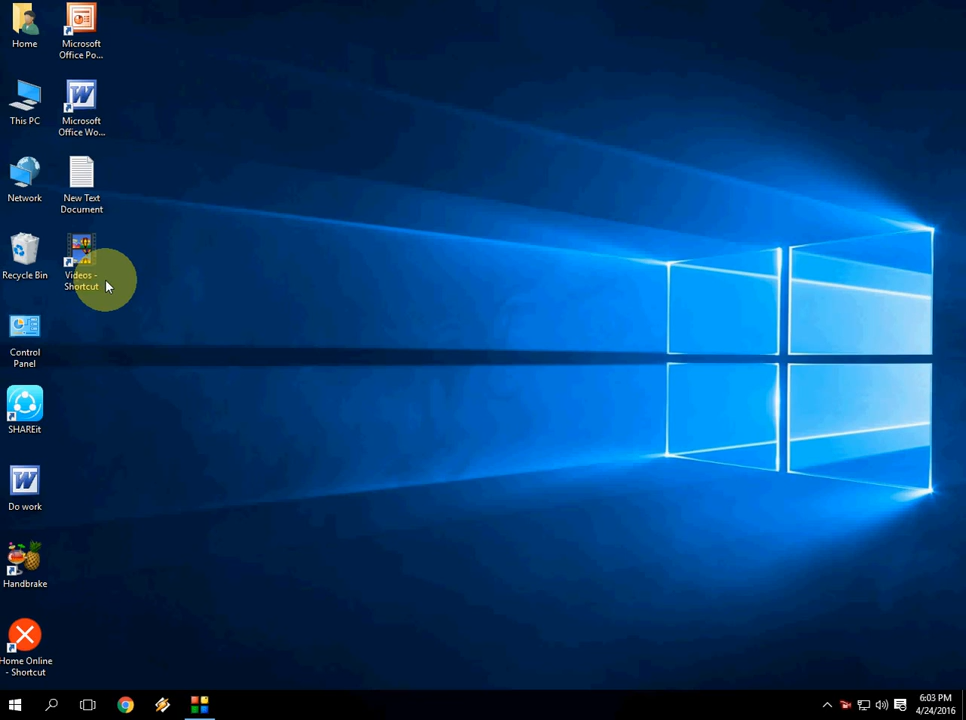 Home
Microsoft
Office Po...
This PC
Microsoft
Office Wo...
Network
New Text
Document
Recycle Bin
Videos -
Shortcut
Control
Panel
SHAREit
Do work
Handbrake
Home Online
- Shortcut
6:03 PM
4/24/2016